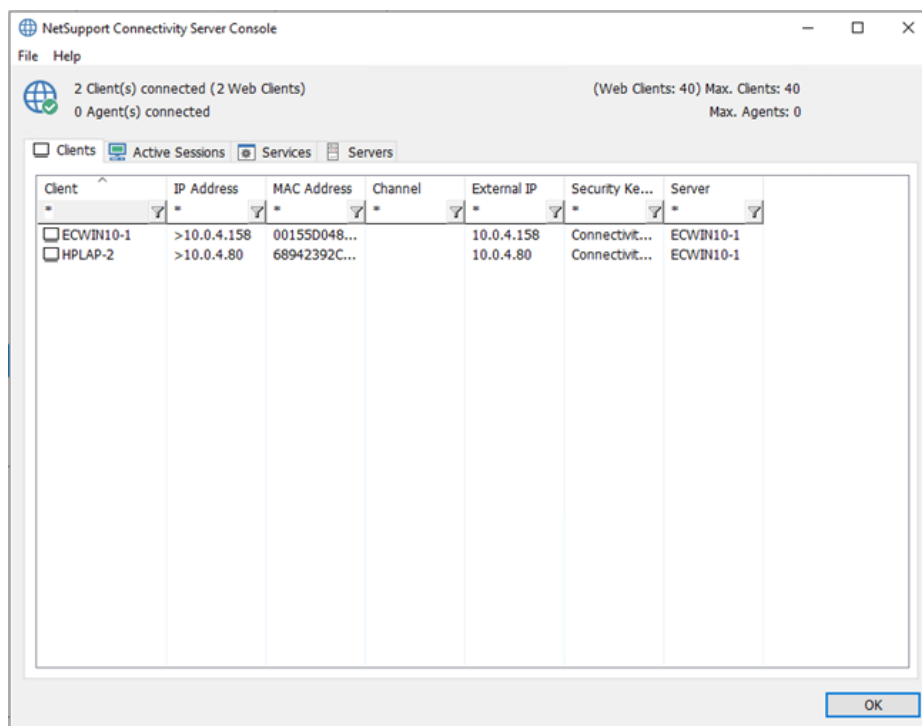 NetSupport Connectivity Server Console
File Help
2 Client(s) connected (2 Web Clients) (Web Clients: 40) Max. Clients: 40
0 Agent(s) connected Max. Agents: 0
Clients Active Sessions Services Servers
Client IP Address MAC Address Channel External IP Security Ke... Server
* * * * * * *
ECWIN10-1 >10.0.4.158 00155D048... 10.0.4.158 Connectivit... ECWIN10-1
HPLAP-2 >10.0.4.80 68942392C... 10.0.4.80 Connectivit... ECWIN10-1
OK